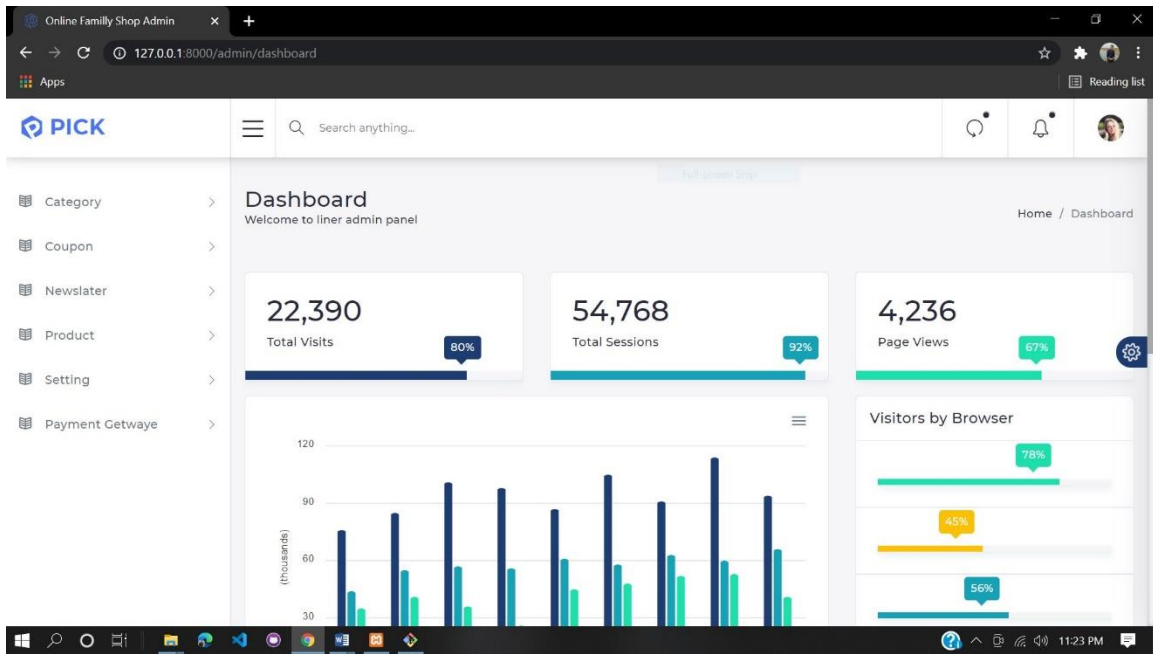 Online Familly Shop Admin
127.0.0.1:8000/admin/dashboard
Apps
Reading list
PICK
Search anything...
Full-screen Snip
Dashboard
Welcome to liner admin panel
Home / Dashboard
Category
Coupon
Newslater
Product
Setting
Payment Getwaye
22,390
Total Visits
80%
54,768
Total Sessions
92%
4,236
Page Views
67%
120
90
60
30
(thousands)
Visitors by Browser
78%
45%
56%
11:23 PM